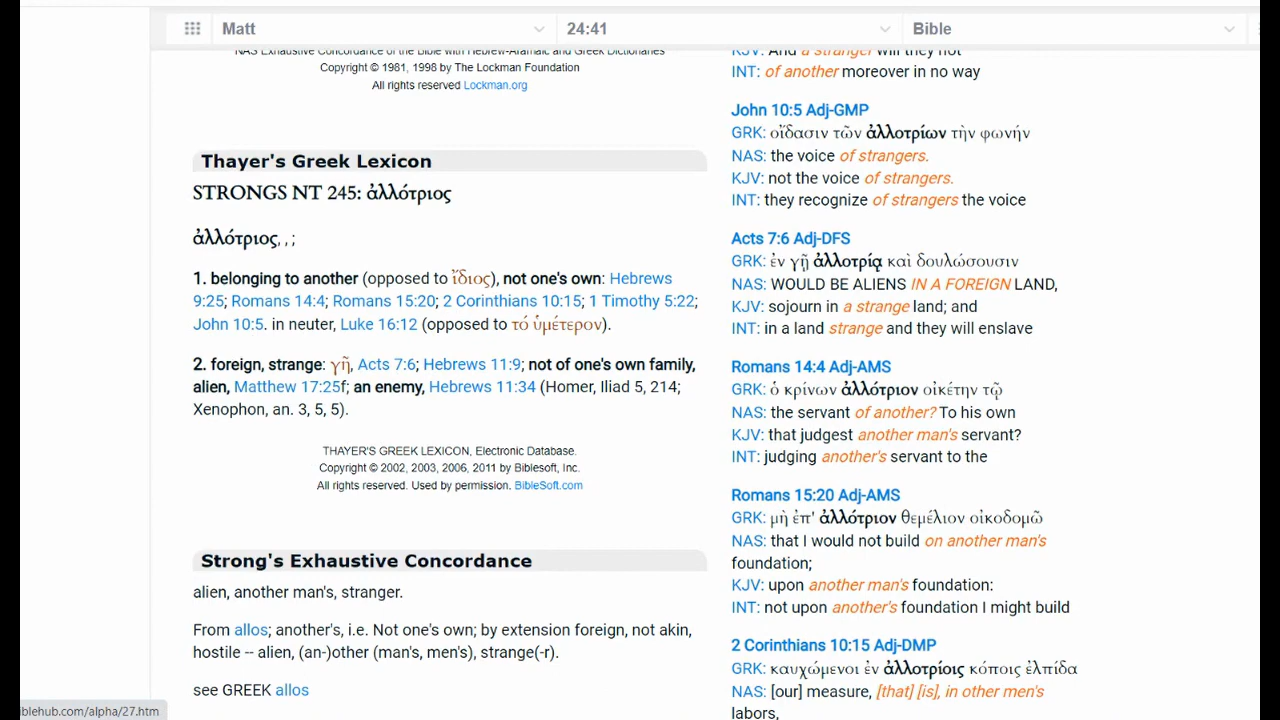 Matt
24:41
Bible
NAS Exhaustive Concordance of the Bible with Hebrew-Aramaic and Greek Dictionaries
Copyright © 1981, 1998 by The Lockman Foundation
All rights reserved Lockman.org
Thayer's Greek Lexicon
STRONGS NT 245: ἀλλότριος
ἀλλότριος, , ;
1. belonging to another (opposed to ἴδιος), not one's own: Hebrews
9:25; Romans 14:4; Romans 15:20; 2 Corinthians 10:15; 1 Timothy 5:22;
John 10:5. in neuter, Luke 16:12 (opposed to τό ὑμέτερον).
2. foreign, strange: γῆ, Acts 7:6; Hebrews 11:9; not of one's own family,
alien, Matthew 17:25f; an enemy, Hebrews 11:34 (Homer, Iliad 5, 214;
Xenophon, an. 3, 5, 5).
THAYER'S GREEK LEXICON, Electronic Database.
Copyright © 2002, 2003, 2006, 2011 by Biblesoft, Inc.
All rights reserved. Used by permission. BibleSoft.com
Strong's Exhaustive Concordance
alien, another man's, stranger.
From allos; another's, i.e. Not one's own; by extension foreign, not akin,
hostile -- alien, (an-)other (man's, men's), strange(-r).
see GREEK allos
KJV: And a stranger will they not
INT: of another moreover in no way
John 10:5 Adj-GMP
GRK: οἴδασιν τῶν ἀλλοτρίων τὴν φωνήν
NAS: the voice of strangers.
KJV: not the voice of strangers.
INT: they recognize of strangers the voice
Acts 7:6 Adj-DFS
GRK: ἐν γῇ ἀλλοτρίᾳ καὶ δουλώσουσιν
NAS: WOULD BE ALIENS IN A FOREIGN LAND,
KJV: sojourn in a strange land; and
INT: in a land strange and they will enslave
Romans 14:4 Adj-AMS
GRK: ὁ κρίνων ἀλλότριον οἰκέτην τῷ
NAS: the servant of another? To his own
KJV: that judgest another man's servant?
INT: judging another's servant to the
Romans 15:20 Adj-AMS
GRK: μὴ ἐπ' ἀλλότριον θεμέλιον οἰκοδομῶ
NAS: that I would not build on another man's
foundation;
KJV: upon another man's foundation:
INT: not upon another's foundation I might build
2 Corinthians 10:15 Adj-DMP
GRK: καυχώμενοι ἐν ἀλλοτρίοις κόποις ἐλπίδα
NAS: [our] measure, [that] [is], in other men's
labors,
iblehub.com/alpha/27.htm